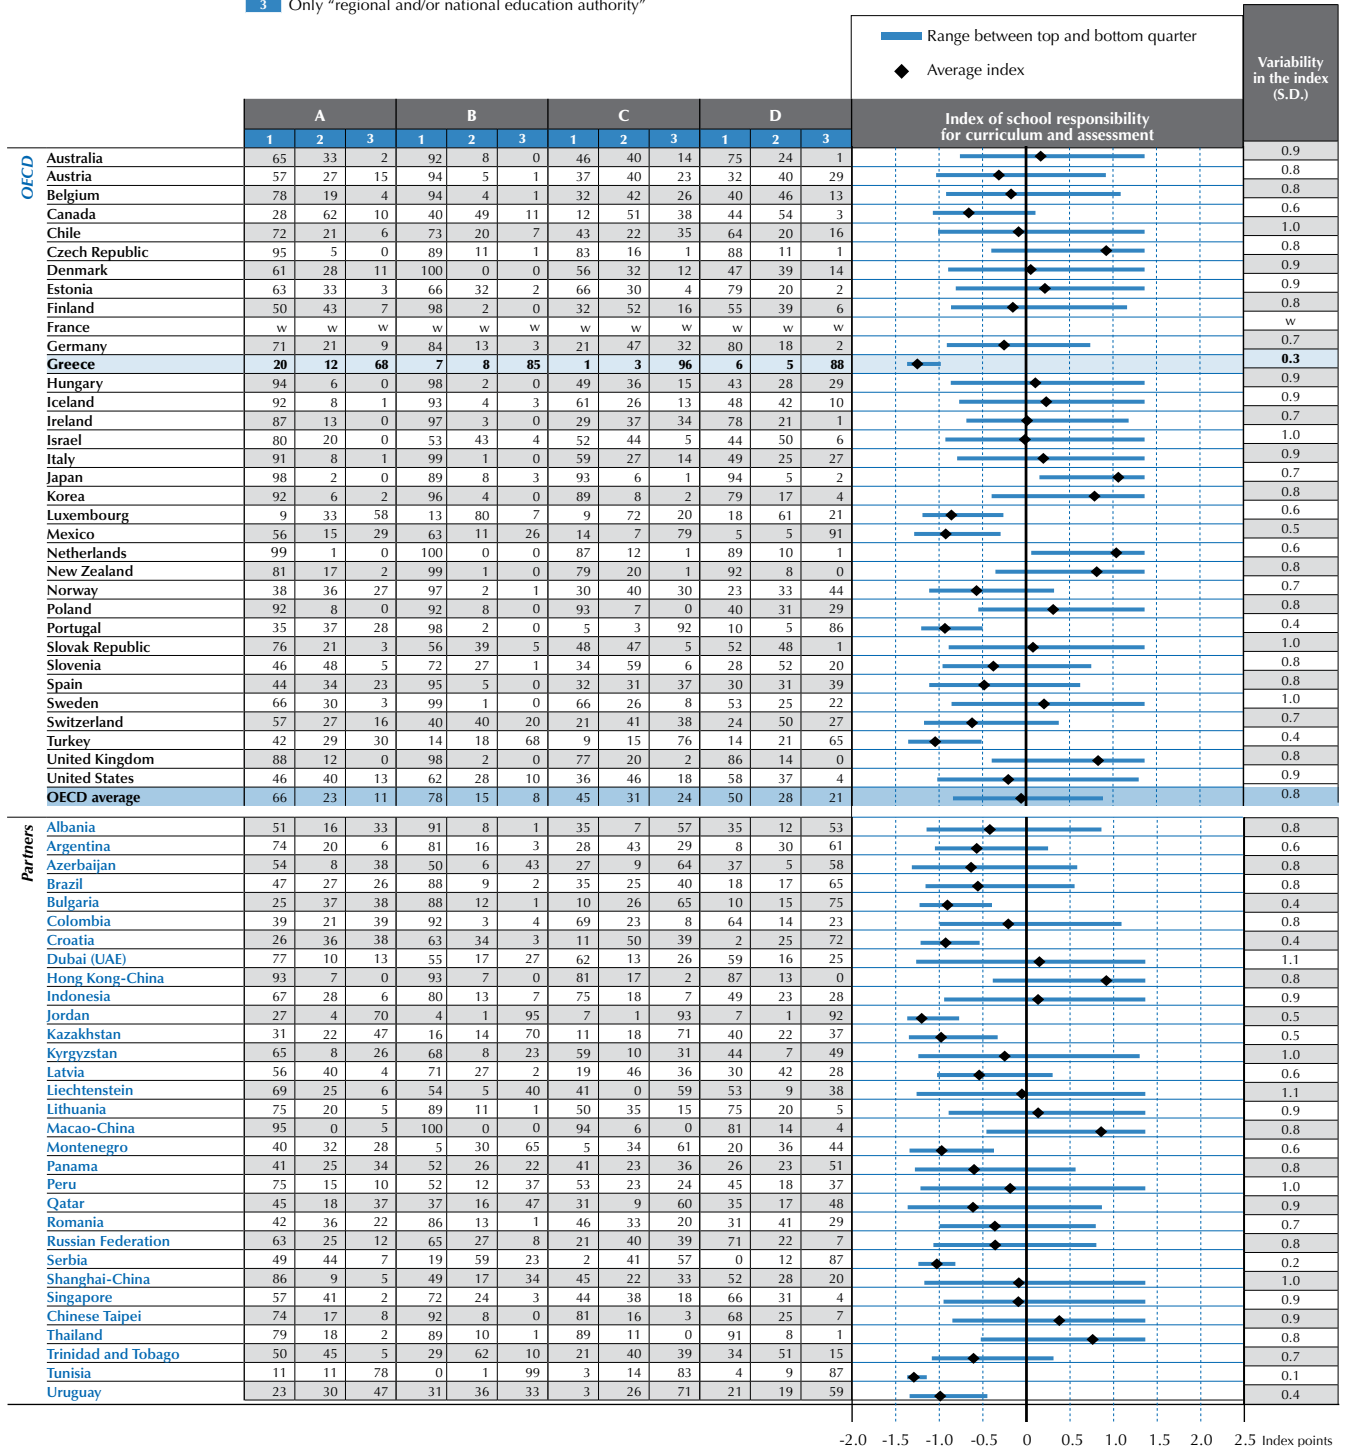 3 Only “regional and/or national education authority”
Range between top and bottom quarter
Average index
Variability
in the index
(S.D.)
A B C D
Index of school responsibility
for curriculum and assessment
1 2 3 1 2 3 1 2 3 1 2 3
OECD
Australia 65 33 2 92 8 0 46 40 14 75 24 1 0.9
Austria 57 27 15 94 5 1 37 40 23 32 40 29 0.8
Belgium 78 19 4 94 4 1 32 42 26 40 46 13 0.8
Canada 28 62 10 40 49 11 12 51 38 44 54 3 0.6
Chile 72 21 6 73 20 7 43 22 35 64 20 16 1.0
Czech Republic 95 5 0 89 11 1 83 16 1 88 11 1 0.8
Denmark 61 28 11 100 0 0 56 32 12 47 39 14 0.9
Estonia 63 33 3 66 32 2 66 30 4 79 20 2 0.9
Finland 50 43 7 98 2 0 32 52 16 55 39 6 0.8
France w w w w w w w w w w w w w
Germany 71 21 9 84 13 3 21 47 32 80 18 2 0.7
Greece 20 12 68 7 8 85 1 3 96 6 5 88 0.3
Hungary 94 6 0 98 2 0 49 36 15 43 28 29 0.9
Iceland 92 8 1 93 4 3 61 26 13 48 42 10 0.9
Ireland 87 13 0 97 3 0 29 37 34 78 21 1 0.7
Israel 80 20 0 53 43 4 52 44 5 44 50 6 1.0
Italy 91 8 1 99 1 0 59 27 14 49 25 27 0.9
Japan 98 2 0 89 8 3 93 6 1 94 5 2 0.7
Korea 92 6 2 96 4 0 89 8 2 79 17 4 0.8
Luxembourg 9 33 58 13 80 7 9 72 20 18 61 21 0.6
Mexico 56 15 29 63 11 26 14 7 79 5 5 91 0.5
Netherlands 99 1 0 100 0 0 87 12 1 89 10 1 0.6
New Zealand 81 17 2 99 1 0 79 20 1 92 8 0 0.8
Norway 38 36 27 97 2 1 30 40 30 23 33 44 0.7
Poland 92 8 0 92 8 0 93 7 0 40 31 29 0.8
Portugal 35 37 28 98 2 0 5 3 92 10 5 86 0.4
Slovak Republic 76 21 3 56 39 5 48 47 5 52 48 1 1.0
Slovenia 46 48 5 72 27 1 34 59 6 28 52 20 0.8
Spain 44 34 23 95 5 0 32 31 37 30 31 39 0.8
Sweden 66 30 3 99 1 0 66 26 8 53 25 22 1.0
Switzerland 57 27 16 40 40 20 21 41 38 24 50 27 0.7
Turkey 42 29 30 14 18 68 9 15 76 14 21 65 0.4
United Kingdom 88 12 0 98 2 0 77 20 2 86 14 0 0.8
United States 46 40 13 62 28 10 36 46 18 58 37 4 0.9
OECD average 66 23 11 78 15 8 45 31 24 50 28 21 0.8
Partners
Albania 51 16 33 91 8 1 35 7 57 35 12 53 0.8
Argentina 74 20 6 81 16 3 28 43 29 8 30 61 0.6
Azerbaijan 54 8 38 50 6 43 27 9 64 37 5 58 0.8
Brazil 47 27 26 88 9 2 35 25 40 18 17 65 0.8
Bulgaria 25 37 38 88 12 1 10 26 65 10 15 75 0.4
Colombia 39 21 39 92 3 4 69 23 8 64 14 23 0.8
Croatia 26 36 38 63 34 3 11 50 39 2 25 72 0.4
Dubai (UAE) 77 10 13 55 17 27 62 13 26 59 16 25 1.1
Hong Kong-China 93 7 0 93 7 0 81 17 2 87 13 0 0.8
Indonesia 67 28 6 80 13 7 75 18 7 49 23 28 0.9
Jordan 27 4 70 4 1 95 7 1 93 7 1 92 0.5
Kazakhstan 31 22 47 16 14 70 11 18 71 40 22 37 0.5
Kyrgyzstan 65 8 26 68 8 23 59 10 31 44 7 49 1.0
Latvia 56 40 4 71 27 2 19 46 36 30 42 28 0.6
Liechtenstein 69 25 6 54 5 40 41 0 59 53 9 38 1.1
Lithuania 75 20 5 89 11 1 50 35 15 75 20 5 0.9
Macao-China 95 0 5 100 0 0 94 6 0 81 14 4 0.8
Montenegro 40 32 28 5 30 65 5 34 61 20 36 44 0.6
Panama 41 25 34 52 26 22 41 23 36 26 23 51 0.8
Peru 75 15 10 52 12 37 53 23 24 45 18 37 1.0
Qatar 45 18 37 37 16 47 31 9 60 35 17 48 0.9
Romania 42 36 22 86 13 1 46 33 20 31 41 29 0.7
Russian Federation 63 25 12 65 27 8 21 40 39 71 22 7 0.8
Serbia 49 44 7 19 59 23 2 41 57 0 12 87 0.2
Shanghai-China 86 9 5 49 17 34 45 22 33 52 28 20 1.0
Singapore 57 41 2 72 24 3 44 38 18 66 31 4 0.9
Chinese Taipei 74 17 8 92 8 0 81 16 3 68 25 7 0.9
Thailand 79 18 2 89 10 1 89 11 0 91 8 1 0.8
Trinidad and Tobago 50 45 5 29 62 10 21 40 39 34 51 15 0.7
Tunisia 11 11 78 0 1 99 3 14 83 4 9 87 0.1
Uruguay 23 30 47 31 36 33 3 26 71 21 19 59 0.4
-2.0 -1.5 -1.0 -0.5 0 0.5 1.0 1.5 2.0 2.5 Index points